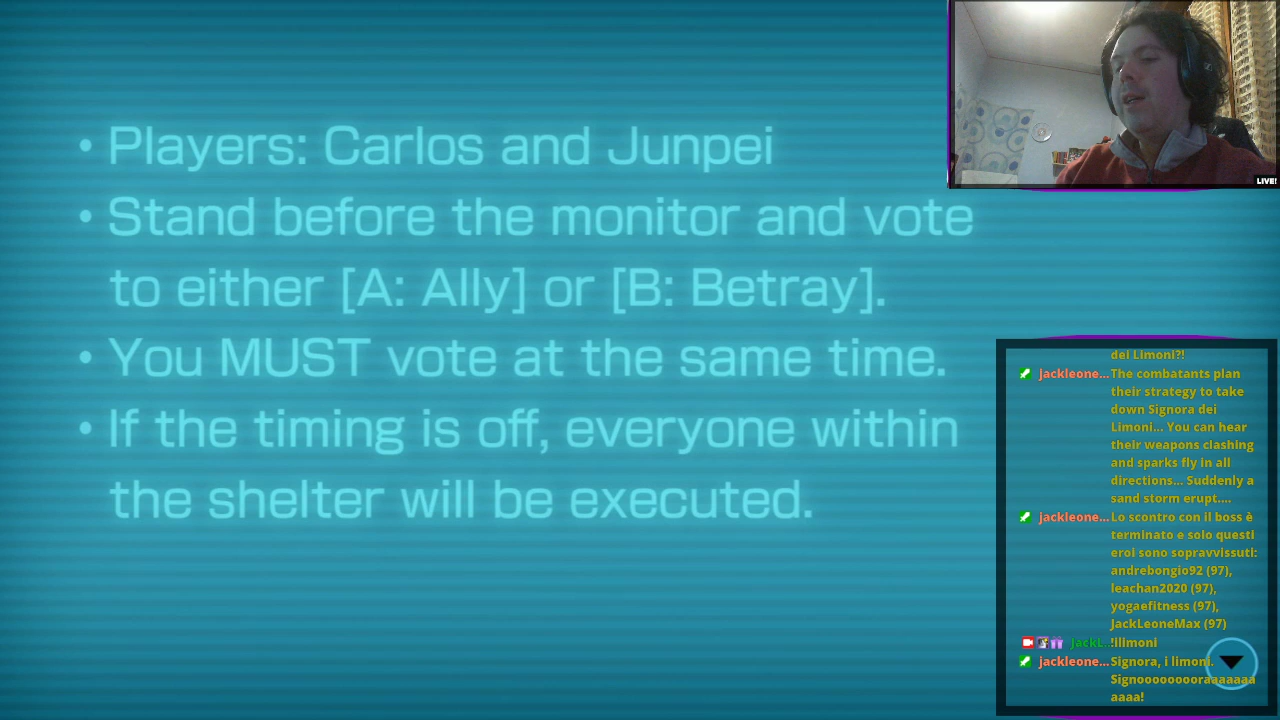 • Players: Carlos and Junpei
• Stand before the monitor and vote
to either [A: Ally] or [B: Betray].
• You MUST vote at the same time.
• If the timing is off, everyone within
the shelter will be executed.
LIVE!
dei Limoni?!
jackleone... The combatants plan
their strategy to take
down Signora dei
Limoni... You can hear
their weapons clashing
and sparks fly in all
directions... Suddenly a
sand storm erupt....
jackleone... Lo scontro con il boss è
terminato e solo questi
eroi sono sopravvissuti:
andrebongio92 (97),
leachan2020 (97),
yogaefitness (97),
JackLeoneMax (97)
JackL... !ilimoni
jackleone... Signora, i limoni.
Signoooooooraaaaaaa
aaaa!